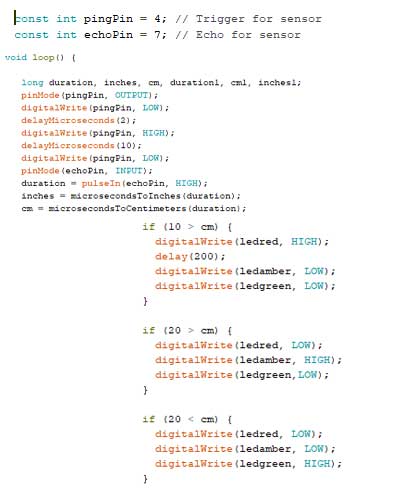 const int pingPin = 4; // Trigger for sensor
const int echoPin = 7; // Echo for sensor
void loop() {
long duration, inches, cm, duration1, cm1, inches1;
pinMode(pingPin, OUTPUT);
digitalWrite(pingPin, LOW);
delayMicroseconds(2);
digitalWrite(pingPin, HIGH);
delayMicroseconds(10);
digitalWrite(pingPin, LOW);
pinMode(echoPin, INPUT);
duration = pulseIn(echoPin, HIGH);
inches = microsecondsToInches(duration);
cm = microsecondsToCentimeters(duration);
if (10 > cm) {
digitalWrite(ledred, HIGH);
delay(200);
digitalWrite(ledamber, LOW);
digitalWrite(ledgreen, LOW);
}
if (20 > cm) {
digitalWrite(ledred, LOW);
digitalWrite(ledamber, HIGH);
digitalWrite(ledgreen,LOW);
}
if (20 < cm) {
digitalWrite(ledred, LOW);
digitalWrite(ledamber, LOW);
digitalWrite(ledgreen, HIGH);
}